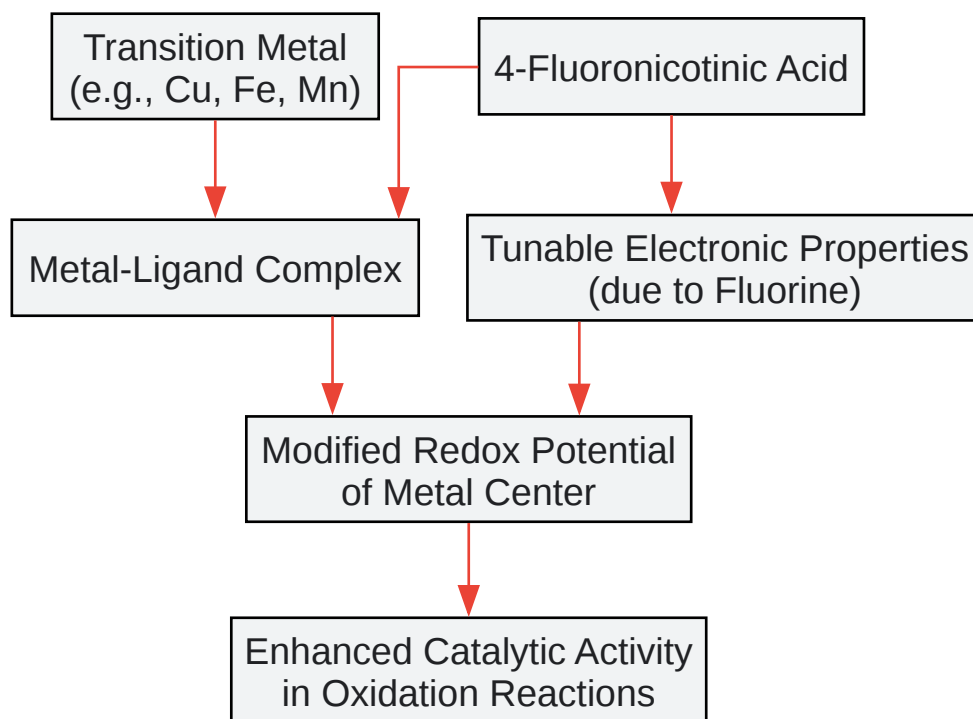 Transition Metal
(e.g., Cu, Fe, Mn)
4-Fluoronicotinic Acid
Metal-Ligand Complex
Tunable Electronic Properties
(due to Fluorine)
Modified Redox Potential
of Metal Center
Enhanced Catalytic Activity
in Oxidation Reactions